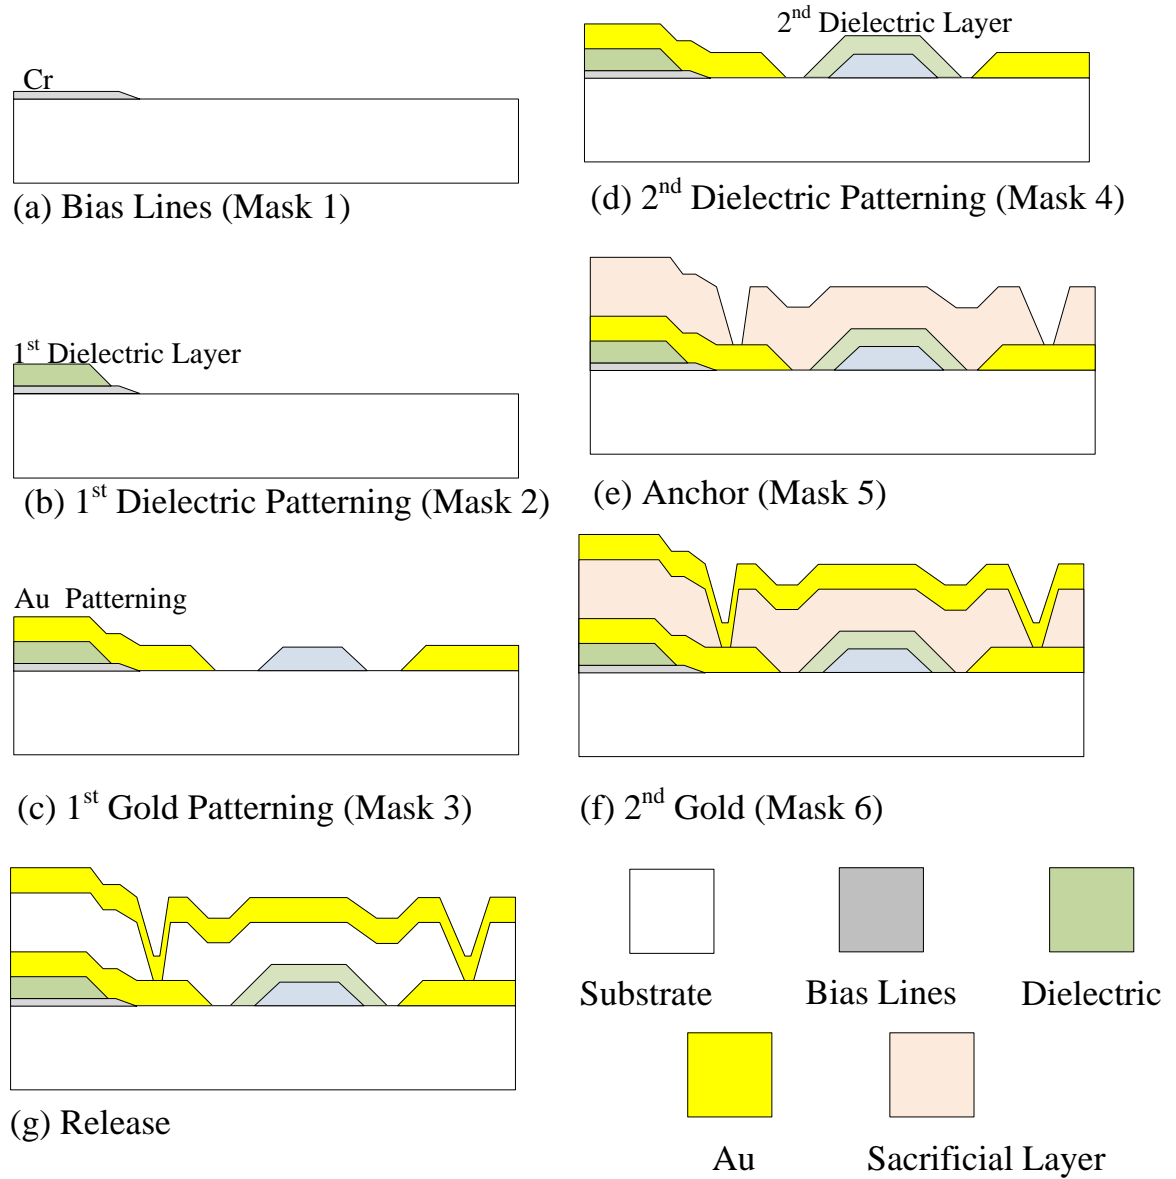 Cr
(a) Bias Lines (Mask 1)
1st Dielectric Layer
(b) 1st Dielectric Patterning (Mask 2)
Au Patterning
(c) 1st Gold Patterning (Mask 3)
2nd Dielectric Layer
(d) 2nd Dielectric Patterning (Mask 4)
(e) Anchor (Mask 5)
(f) 2nd Gold (Mask 6)
(g) Release
Substrate
Bias Lines
Dielectric
Au
Sacrificial Layer